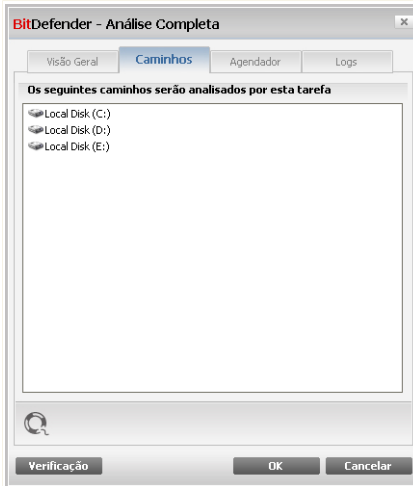 BitDefender - Análise Completa
Visão Geral Caminhos Agendador Logs
Os seguintes caminhos serão analisados por esta tarefa
Local Disk (C:)
Local Disk (D:)
Local Disk (E:)
Verificação OK Cancelar